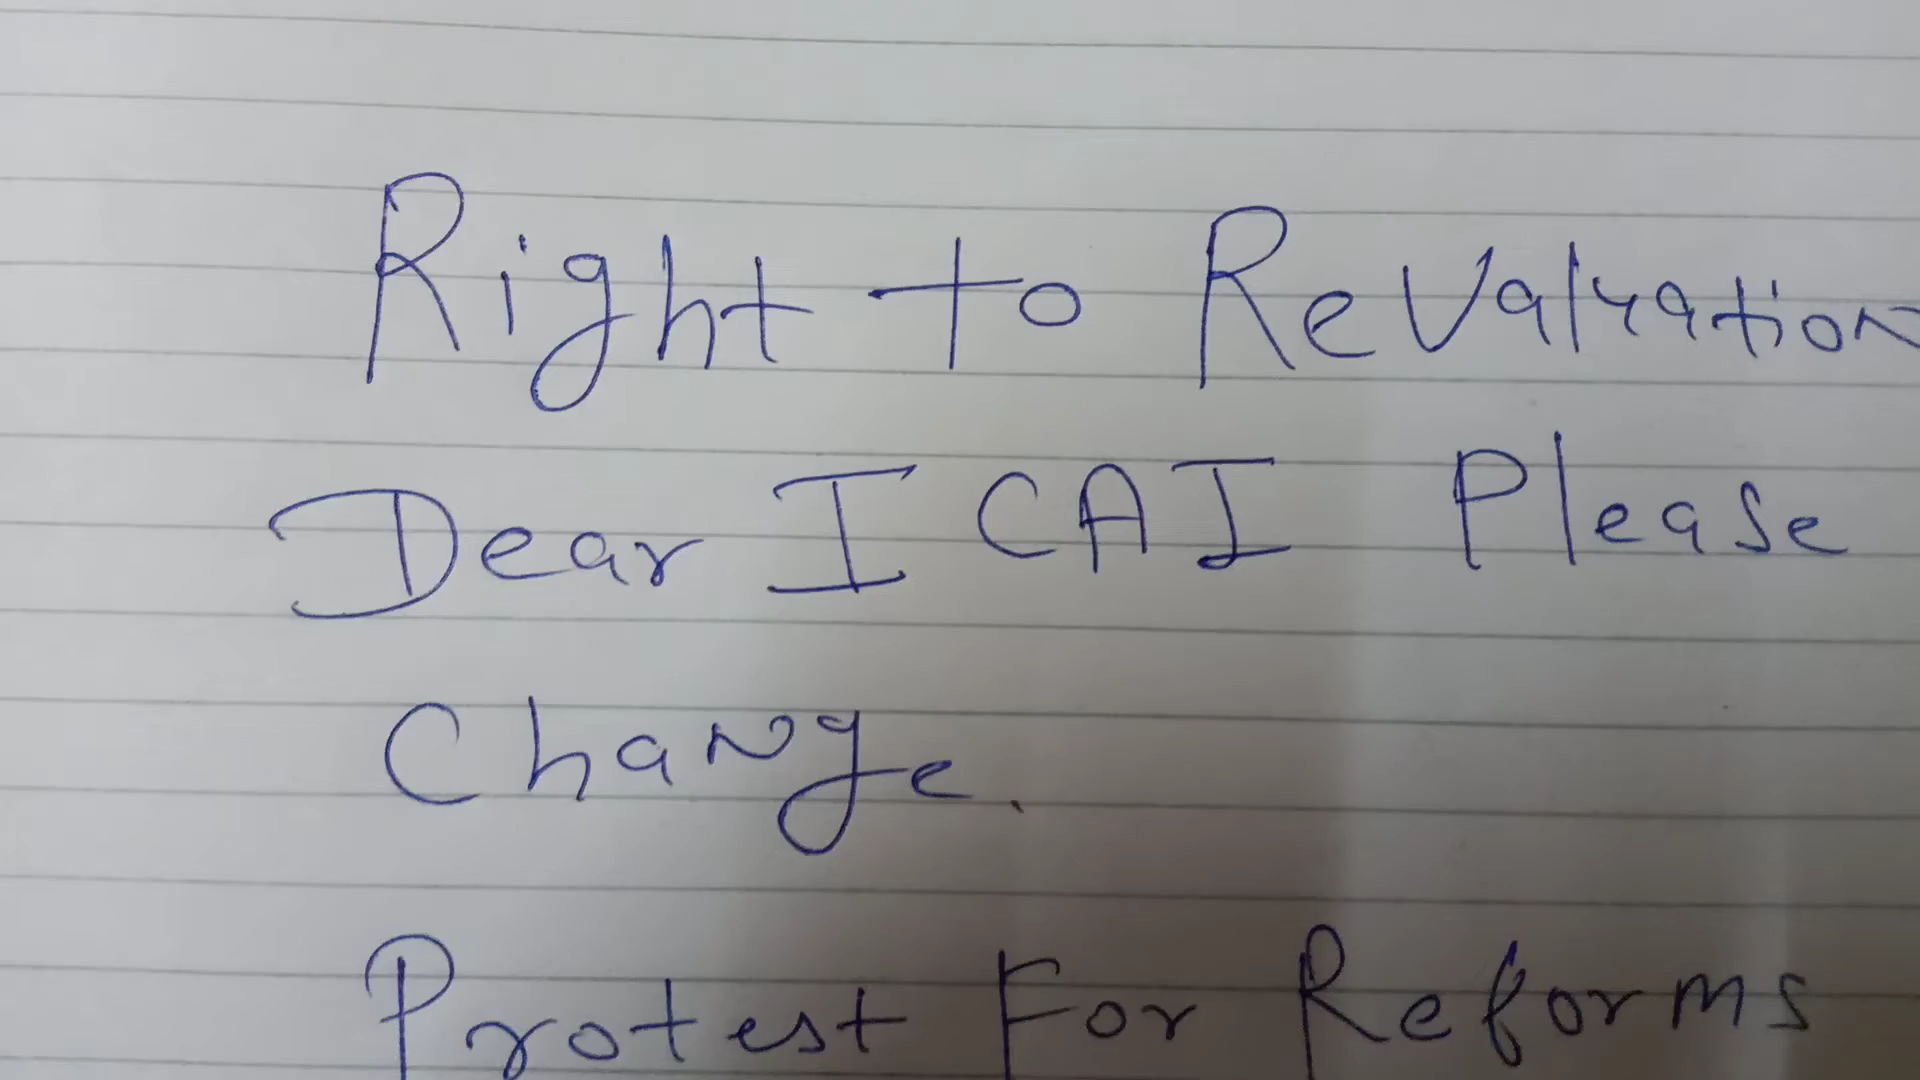 Right to ReValuation
Dear ICAI Please
Change.
Protest For Reforms